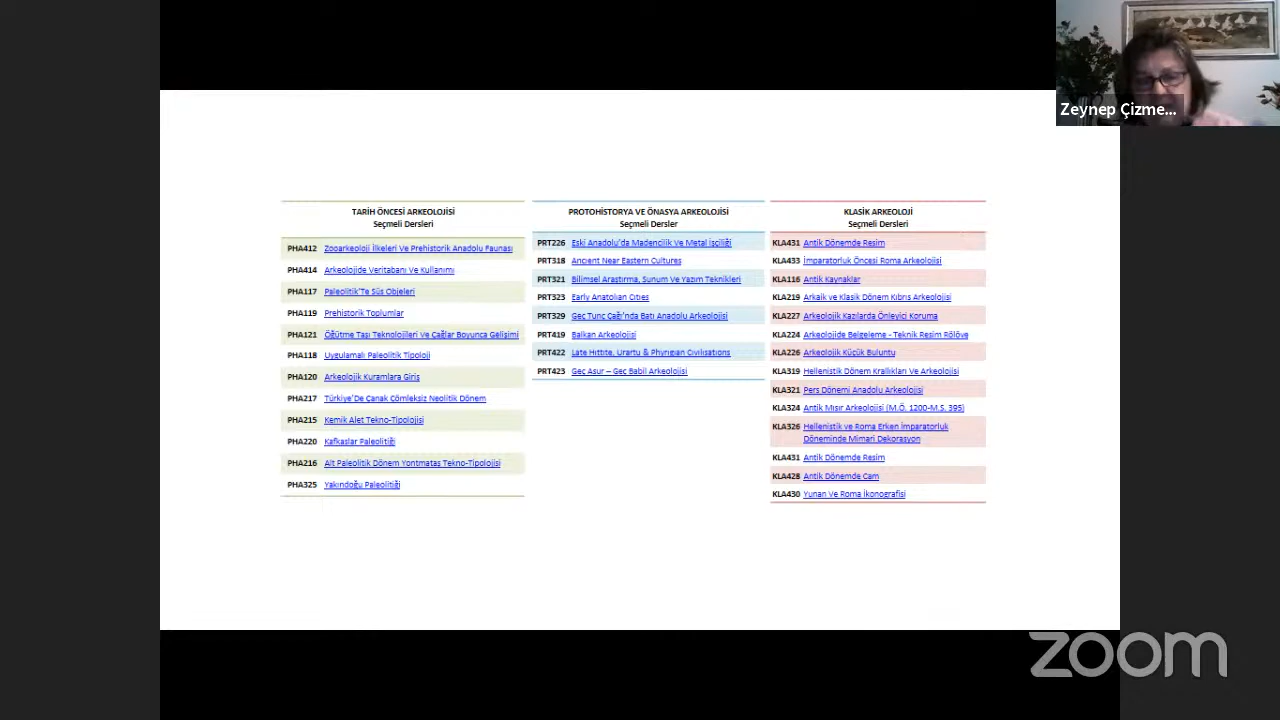 Zeynep Çizme...
TARİH ÖNCESİ ARKEOLOJİSİ
Seçmeli Dersleri
PHA412 Zooarkeoloji İlkeleri Ve Prehistorik Anadolu Faunası
PHA414 Arkeolojide Veritabanı Ve Kullanımı
PHA117 Paleolitik'Te Süs Objeleri
PHA119 Prehistorik Toplumlar
PHA121 Öğütme Taşı Teknolojileri Ve Çağlar Boyunca Gelişimi
PHA118 Uygulamalı Paleolitik Tipoloji
PHA120 Arkeolojik Kuramlara Giriş
PHA217 Türkiye'De Çanak Çömleksiz Neolitik Dönem
PHA215 Kemik Alet Tekno-Tipolojisi
PHA220 Kafkaslar Paleolitiği
PHA216 Alt Paleolitik Dönem Yontmataş Tekno-Tipolojisi
PHA325 Yakındoğu Paleolitiği
PROTOHİSTORYA VE ÖNASYA ARKEOLOJİSİ
Seçmeli Dersler
PRT226 Eski Anadolu'da Madencilik Ve Metal İşçiliği
PRT318 Ancient Near Eastern Cultures
PRT321 Bilimsel Araştırma, Sunum Ve Yazım Teknikleri
PRT323 Early Anatolian Cities
PRT329 Geç Tunç Çağı'nda Batı Anadolu Arkeolojisi
PRT419 Balkan Arkeolojisi
PRT422 Late Hittite, Urartu & Phyrigian Civilisations
PRT423 Geç Asur – Geç Babil Arkeolojisi
KLASİK ARKEOLOJİ
Seçmeli Dersleri
KLA431 Antik Dönemde Resim
KLA433 İmparatorluk Öncesi Roma Arkeolojisi
KLA116 Antik Kaynaklar
KLA219 Arkaik ve Klasik Dönem Kıbrıs Arkeolojisi
KLA227 Arkeolojik Kazılarda Önleyici Koruma
KLA224 Arkeolojide Belgeleme - Teknik Resim Rölöve
KLA226 Arkeolojik Küçük Buluntu
KLA319 Hellenistik Dönem Krallıkları Ve Arkeolojisi
KLA321 Pers Dönemi Anadolu Arkeolojisi
KLA324 Antik Mısır Arkeolojisi (M.Ö. 1200-M.S. 395)
KLA326 Hellenistik ve Roma Erken İmparatorluk
Döneminde Mimari Dekorasyon
KLA431 Antik Dönemde Resim
KLA428 Antik Dönemde Cam
KLA430 Yunan Ve Roma İkonografisi
zoom